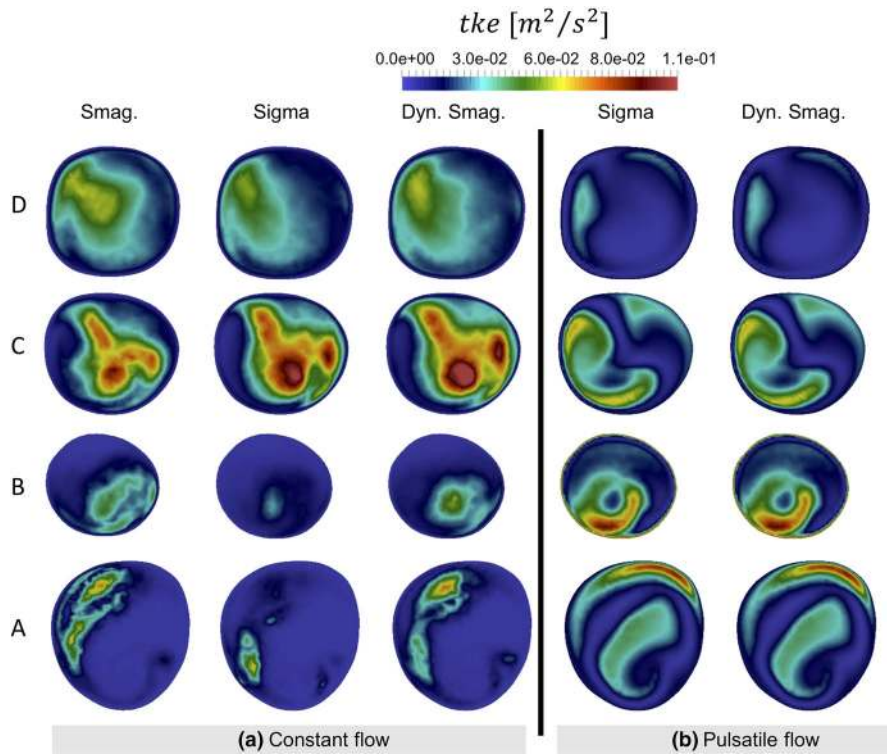 tke [m²/s²]
0.0e+00 3.0e-02 6.0e-02 8.0e-02 1.1e-01
Smag. Sigma Dyn. Smag. Sigma Dyn. Smag.
D
C
B
A
(a) Constant flow (b) Pulsatile flow